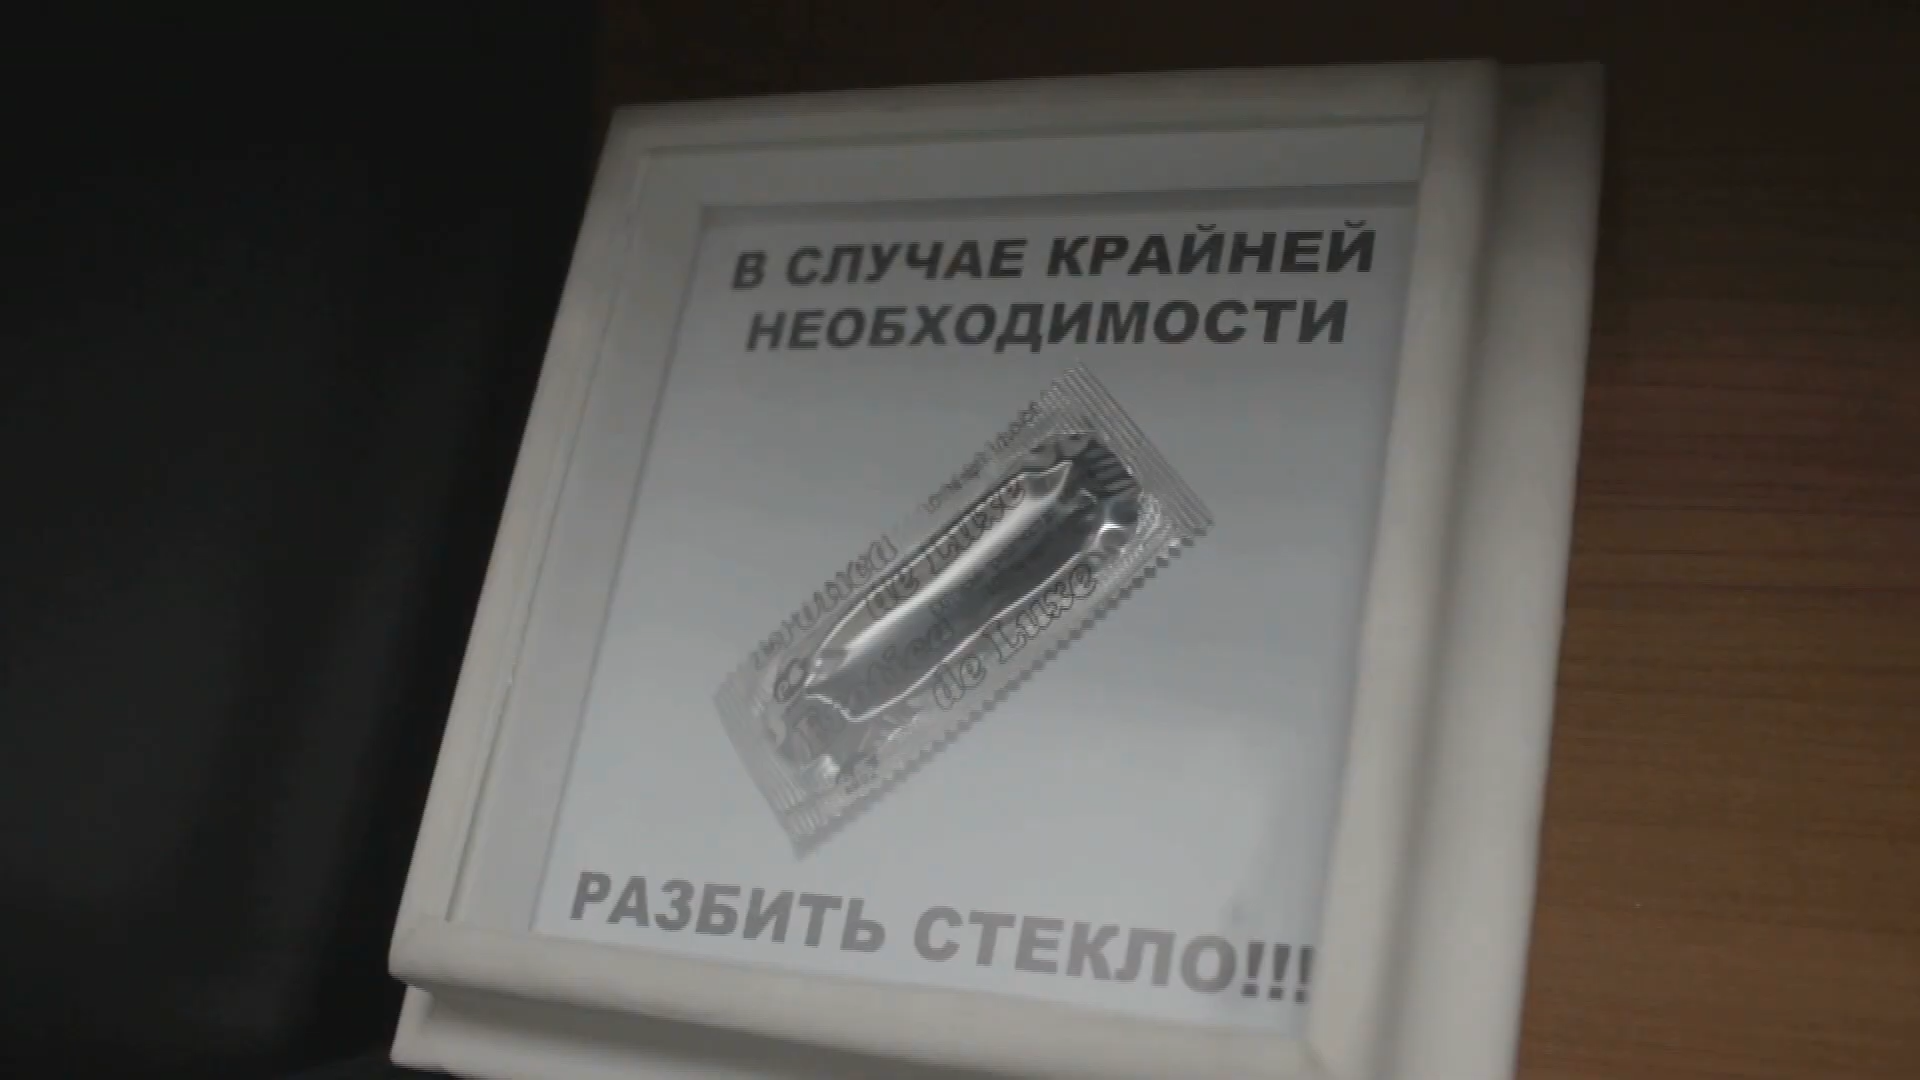 В СЛУЧАЕ КРАЙНЕЙ
НЕОБХОДИМОСТИ
de Luxe
de Luxe
РАЗБИТЬ СТЕКЛО!!!